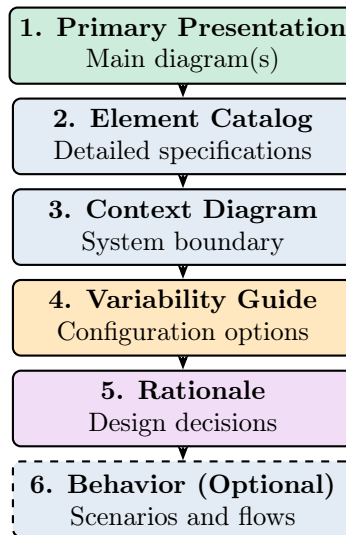 1. Primary Presentation
Main diagram(s)
2. Element Catalog
Detailed specifications
3. Context Diagram
System boundary
4. Variability Guide
Configuration options
5. Rationale
Design decisions
6. Behavior (Optional)
Scenarios and flows